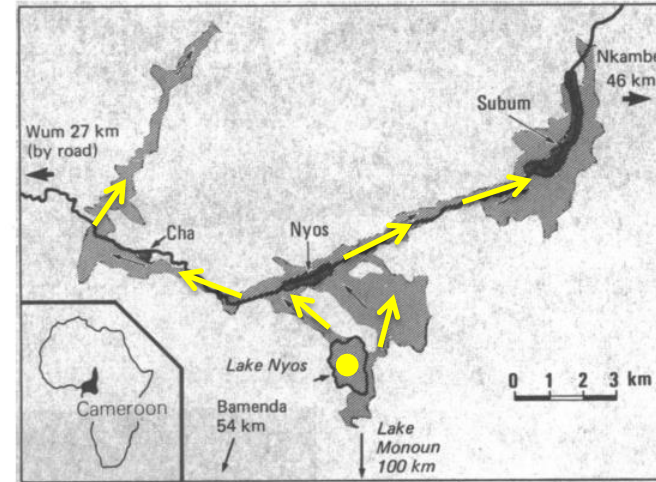 Nkambe
46 km
Subum
Wum 27 km
(by road)
Cha
Nyos
Lake Nyos
Cameroon
Bamenda
54 km
Lake
Monoun
100 km
0 1 2 3 km